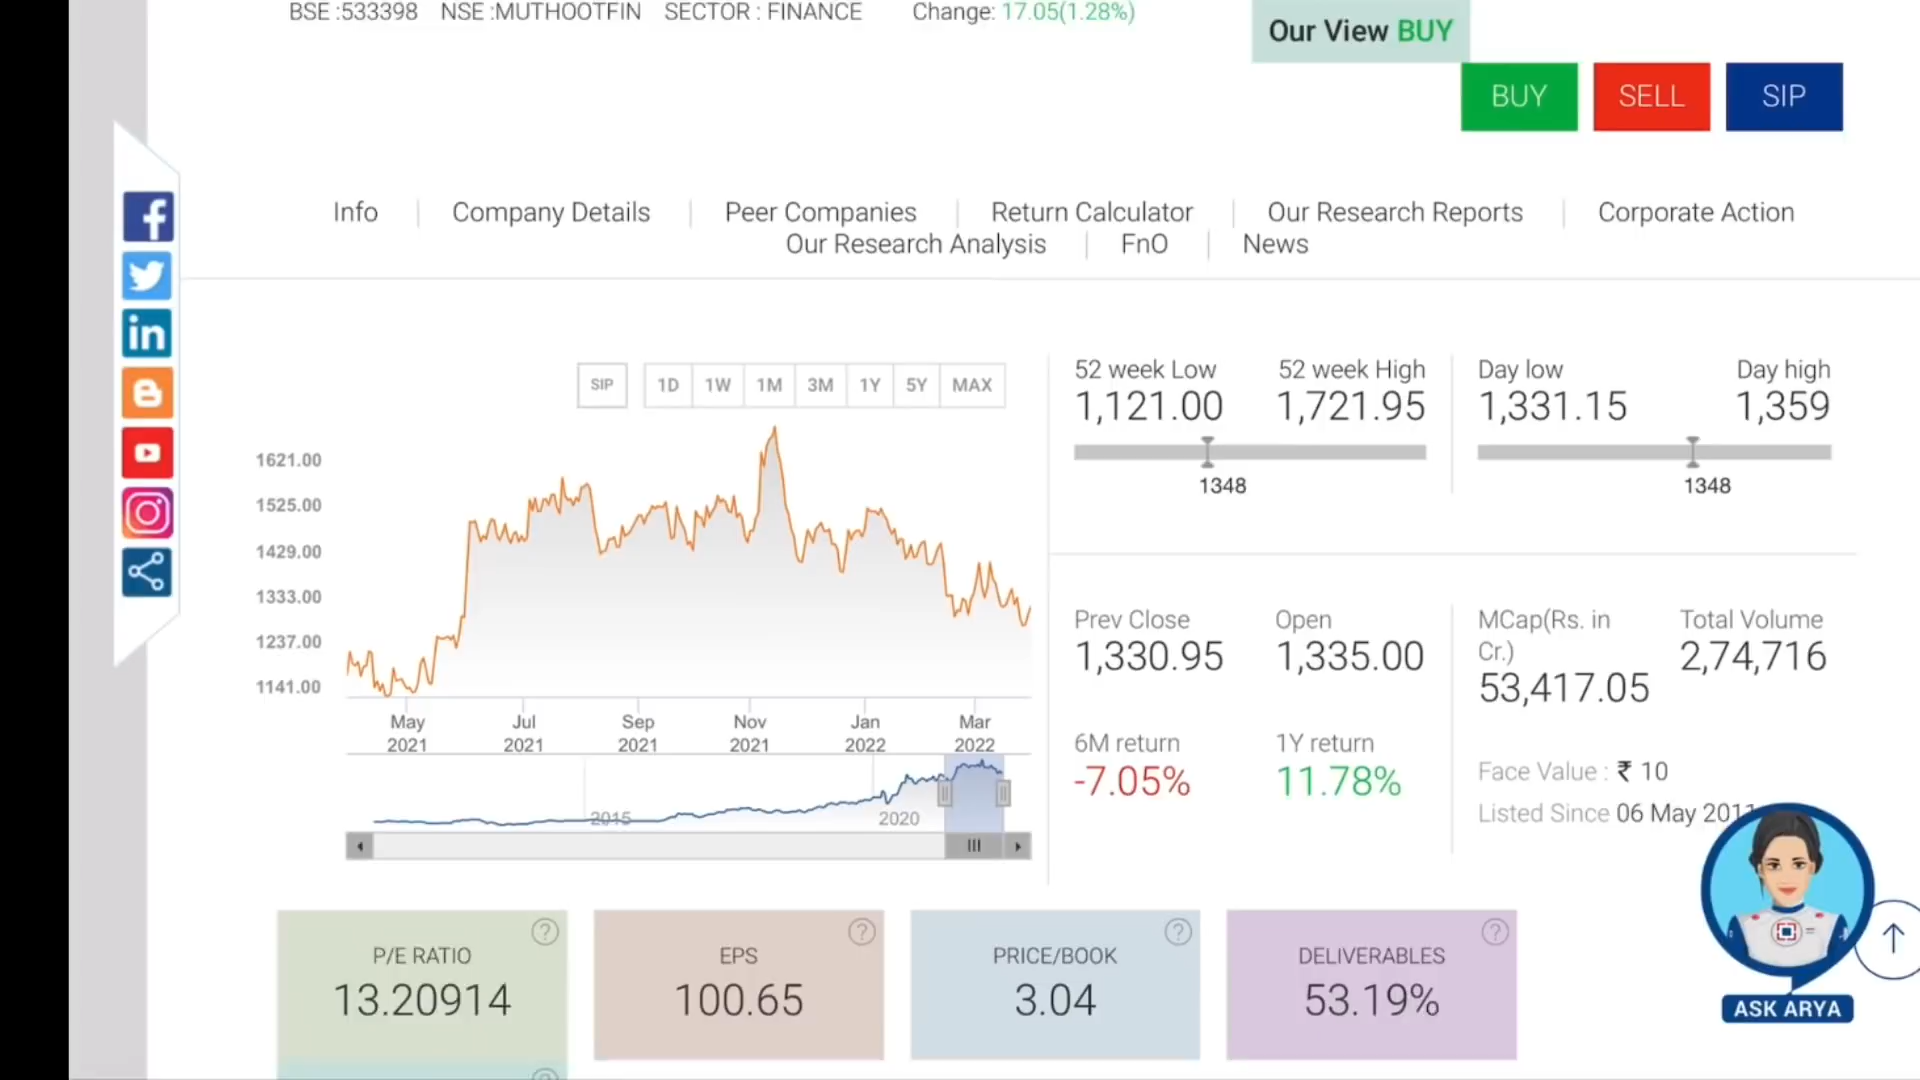 BSE :533398 NSE :MUTHOOTFIN SECTOR : FINANCE Change: 17.05(1.28%)
Our View BUY
BUY SELL SIP
Info Company Details Peer Companies Return Calculator Our Research Reports Corporate Action
Our Research Analysis FnO News
SIP 1D 1W 1M 3M 1Y 5Y MAX
1621.00
1525.00
1429.00
1333.00
1237.00
1141.00
May Jul Sep Nov Jan Mar
2021 2021 2021 2021 2022 2022
2015 2020
52 week Low 52 week High
1,121.00 1,721.95
1348
Day low Day high
1,331.15 1,359
1348
Prev Close Open
1,330.95 1,335.00
6M return 1Y return
-7.05% 11.78%
MCap(Rs. in Total Volume
Cr.) 2,74,716
53,417.05
Face Value : ₹ 10
Listed Since 06 May 2011
P/E RATIO
13.20914
EPS
100.65
PRICE/BOOK
3.04
DELIVERABLES
53.19%
ASK ARYA